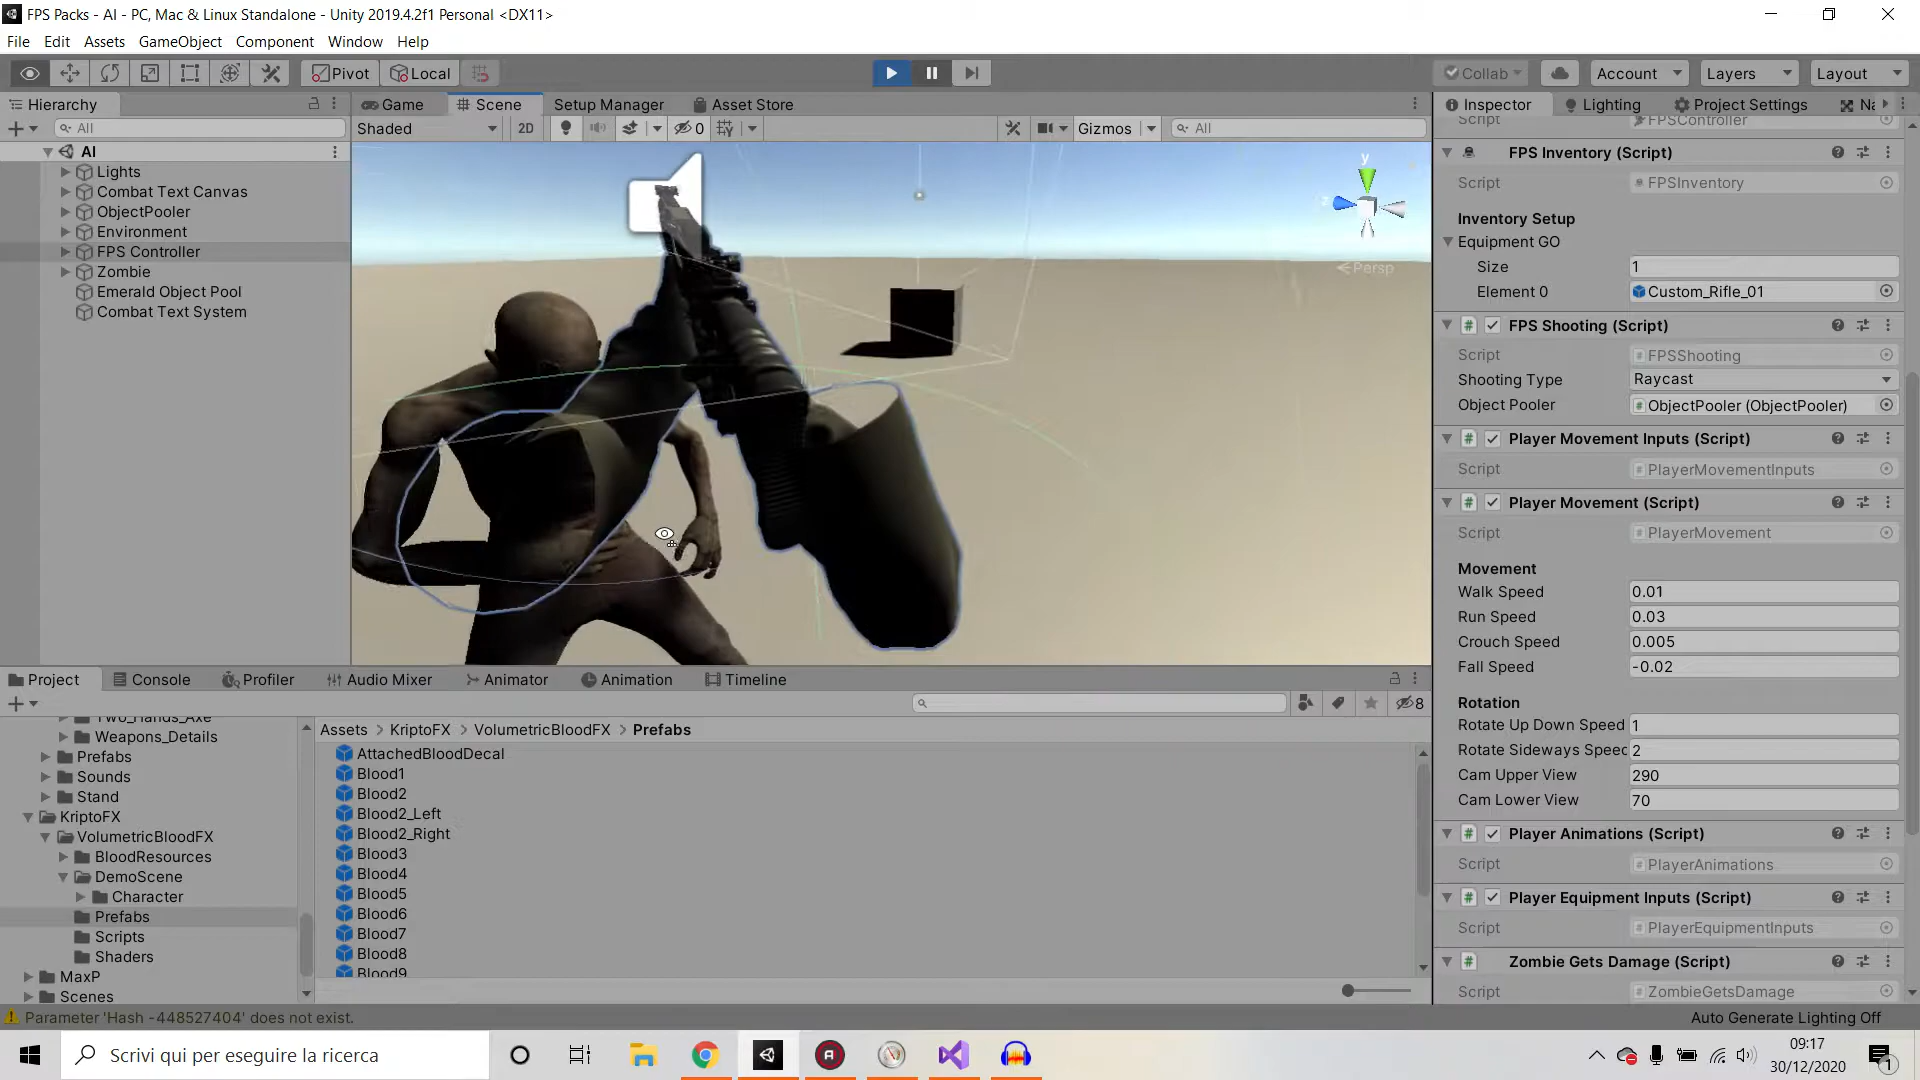 FPS Packs - AI - PC, Mac & Linux Standalone - Unity 2019.4.2f1 Personal <DX11>
File Edit Assets GameObject Component Window Help
Pivot Local Collab Account Layers Layout
Hierarchy
All
AI
Lights
Combat Text Canvas
ObjectPooler
Environment
FPS Controller
Zombie
Emerald Object Pool
Combat Text System
Game Scene Setup Manager Asset Store
Shaded 2D 0 Gizmos All
y
Persp
Inspector Lighting Project Settings Na
Script FPSController
FPS Inventory (Script)
Script FPSInventory
Inventory Setup
Equipment GO
Size 1
Element 0 Custom_Rifle_01
FPS Shooting (Script)
Script FPSShooting
Shooting Type Raycast
Object Pooler ObjectPooler (ObjectPooler)
Player Movement Inputs (Script)
Script PlayerMovementInputs
Player Movement (Script)
Script PlayerMovement
Movement
Walk Speed 0.01
Run Speed 0.03
Crouch Speed 0.005
Fall Speed -0.02
Rotation
Rotate Up Down Speed 1
Rotate Sideways Speed 2
Cam Upper View 290
Cam Lower View 70
Player Animations (Script)
Script PlayerAnimations
Player Equipment Inputs (Script)
Script PlayerEquipmentInputs
Zombie Gets Damage (Script)
Script ZombieGetsDamage
Project Console Profiler Audio Mixer Animator Animation Timeline
8
Two_Hands_Axe
Weapons_Details
Prefabs
Sounds
Stand
KriptoFX
VolumetricBloodFX
BloodResources
DemoScene
Character
Prefabs
Scripts
Shaders
MaxP
Scenes
Assets > KriptoFX > VolumetricBloodFX > Prefabs
AttachedBloodDecal
Blood1
Blood2
Blood2_Left
Blood2_Right
Blood3
Blood4
Blood5
Blood6
Blood7
Blood8
Blood9
Parameter 'Hash -448527404' does not exist.
Auto Generate Lighting Off
Scrivi qui per eseguire la ricerca
09:17
30/12/2020
1